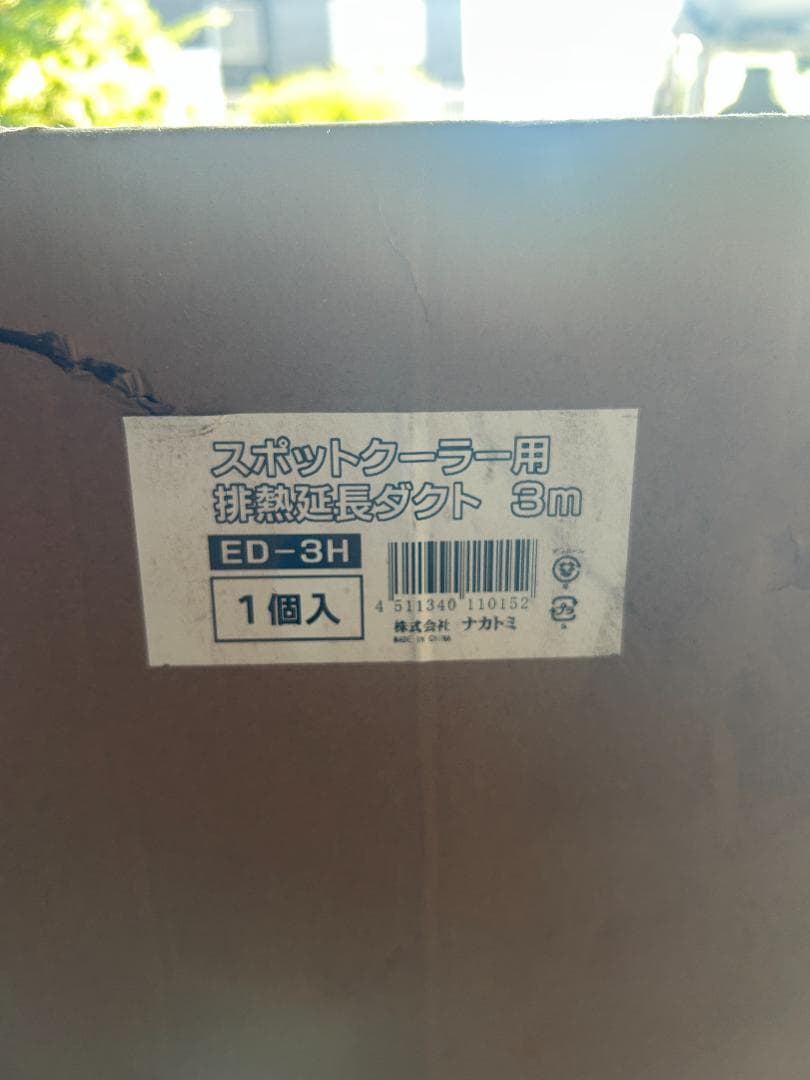 スポットクーラー用
排熱延長ダクト 3m
ED-3H
1個入
4 511340 110152
株式会社 ナカトミ
MADE IN CHINA